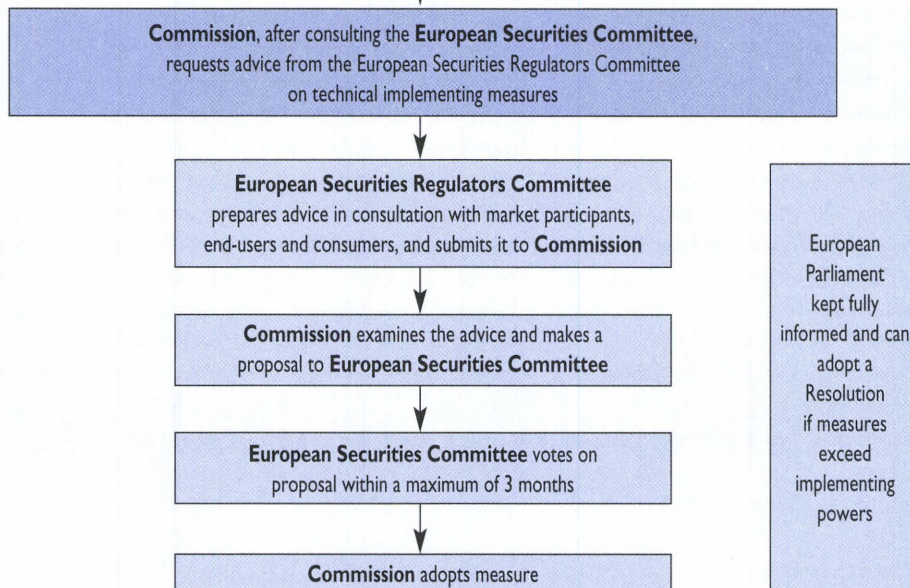 Commission, after consulting the European Securities Committee,
requests advice from the European Securities Regulators Committee
on technical implementing measures
European Securities Regulators Committee
prepares advice in consultation with market participants,
end-users and consumers, and submits it to Commission
Commission examines the advice and makes a
proposal to European Securities Committee
European Securities Committee votes on
proposal within a maximum of 3 months
Commission adopts measure
European
Parliament
kept fully
informed and can
adopt a
Resolution
if measures
exceed
implementing
powers